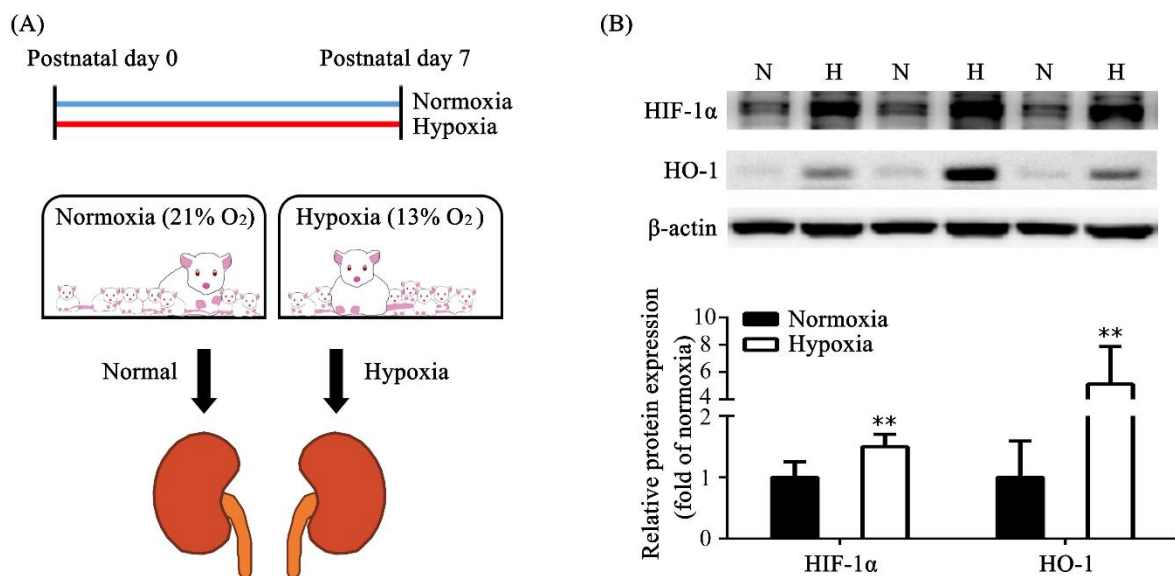 (A)
Postnatal day 0 Postnatal day 7
Normoxia
Hypoxia
Normoxia (21% O₂) Hypoxia (13% O₂ )
Normal Hypoxia
(B)
N H N H N H
HIF-1α
HO-1
β-actin
Relative protein expression
(fold of normoxia)
10
8
6
4
2
1
0
Normoxia
Hypoxia
**
**
HIF-1α HO-1